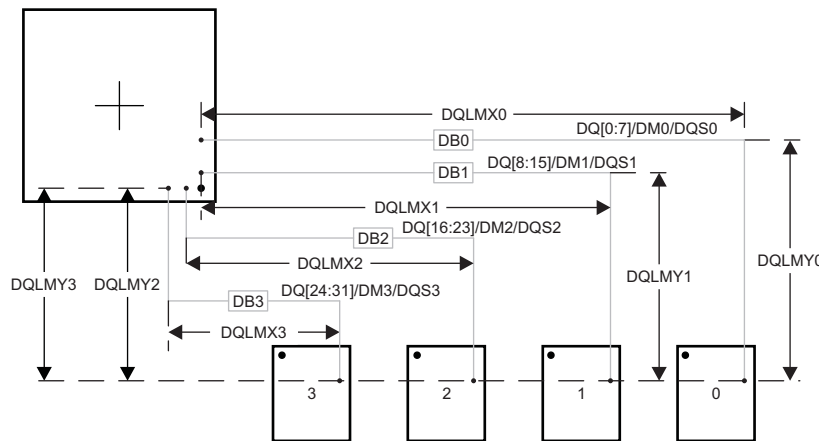 DQLMX0
DQ[0:7]/DM0/DQS0
DB0
DQ[8:15]/DM1/DQS1
DB1
DQLMX1
DQ[16:23]/DM2/DQS2
DB2
DQLMY3
DQLMY2
DQLMX2
DQLMY1
DQLMY0
DQ[24:31]/DM3/DQS3
DB3
DQLMX3
3
2
1
0